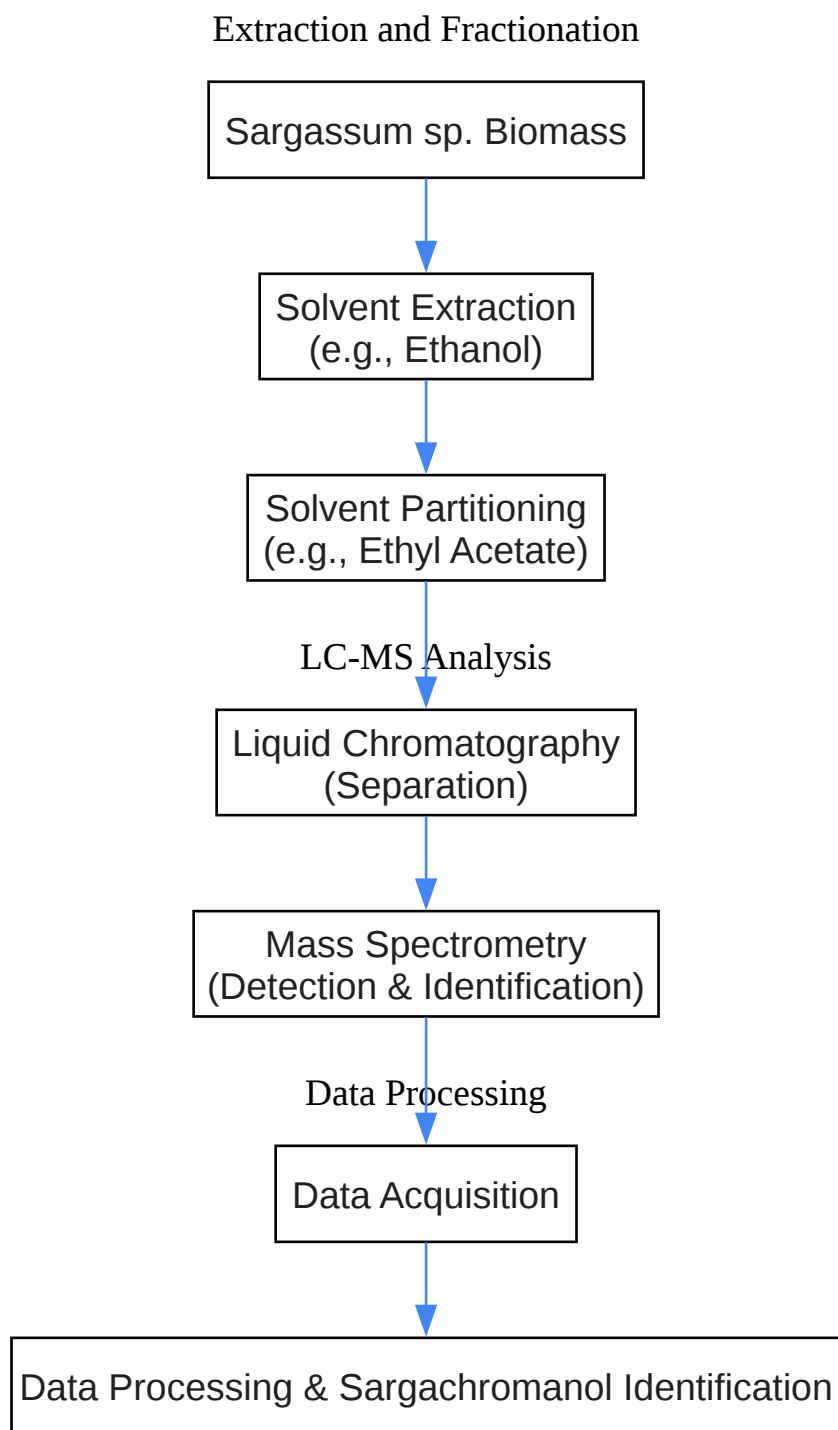 Extraction and Fractionation
Sargassum sp. Biomass
Solvent Extraction
(e.g., Ethanol)
Solvent Partitioning
(e.g., Ethyl Acetate)
LC-MS Analysis
Liquid Chromatography
(Separation)
Mass Spectrometry
(Detection & Identification)
Data Processing
Data Acquisition
Data Processing & Sargachromanol Identification